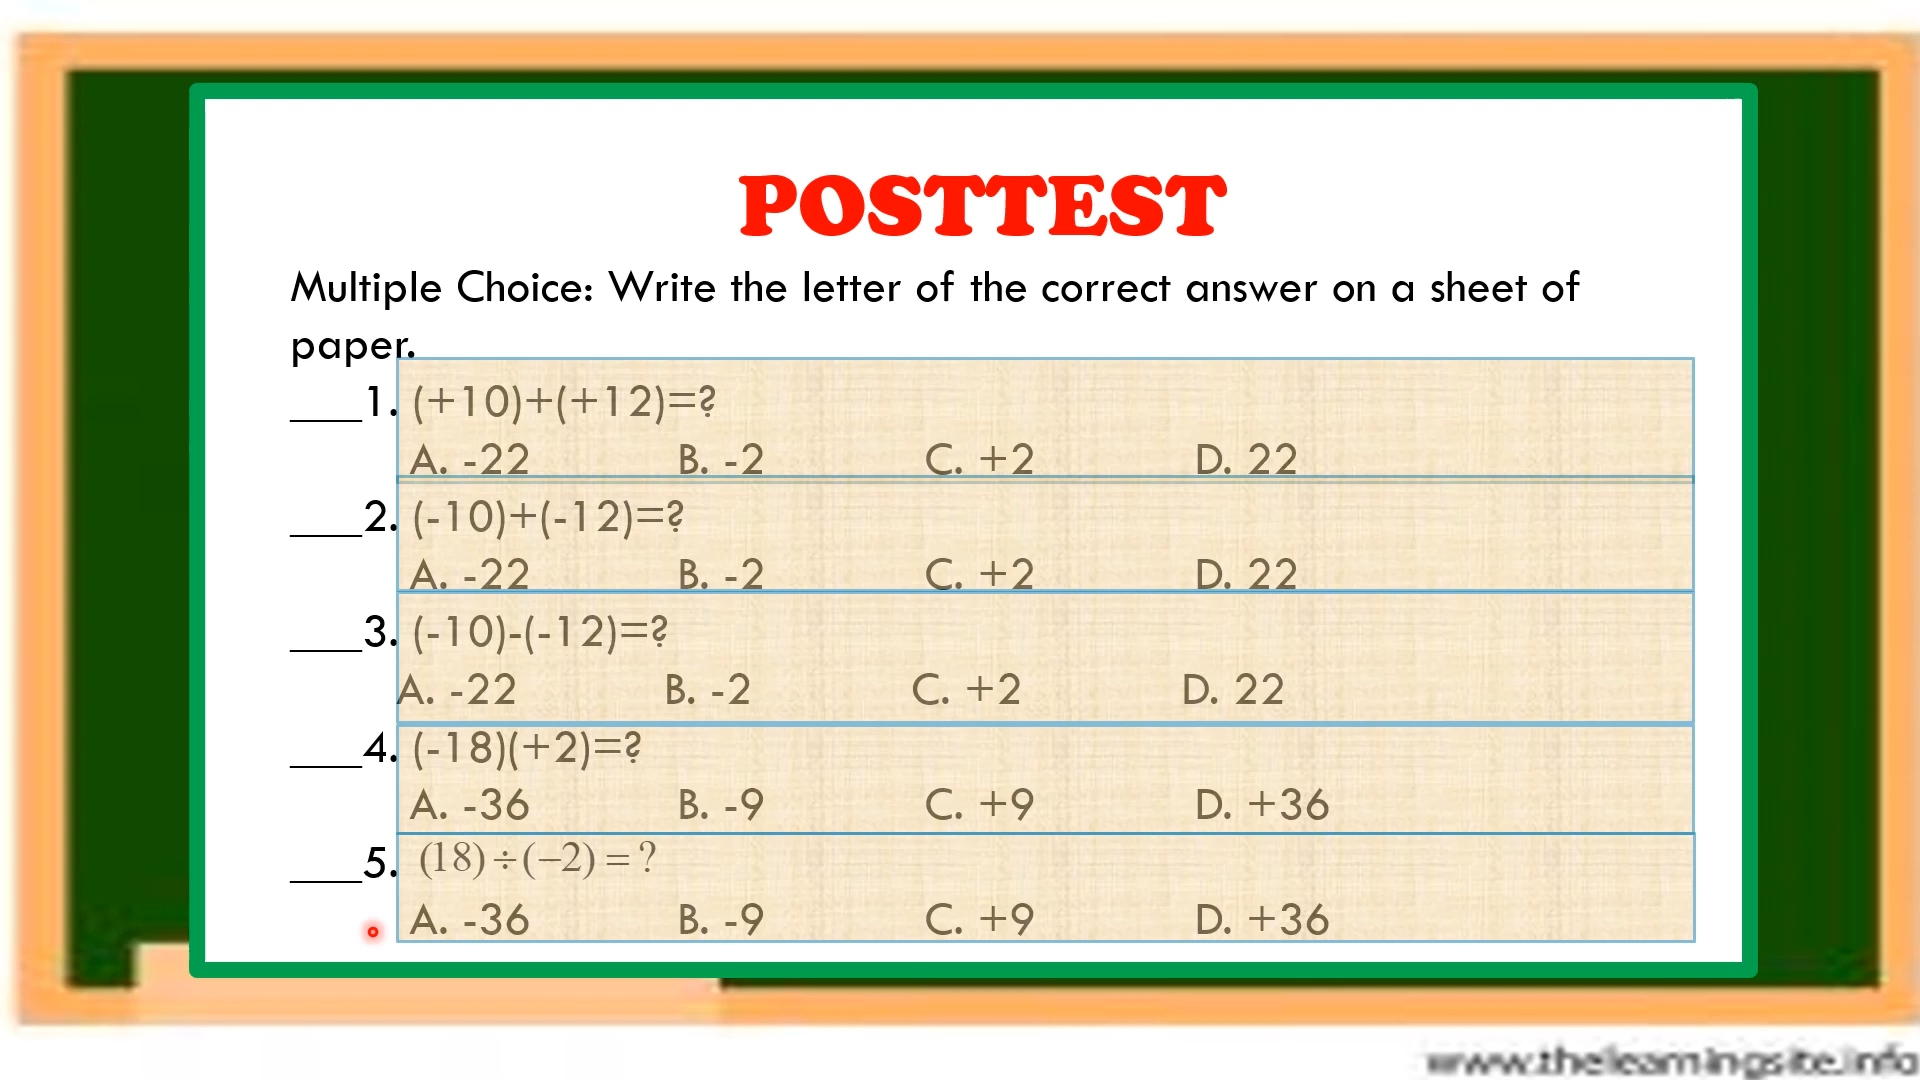 POSTTEST
Multiple Choice: Write the letter of the correct answer on a sheet of
paper.
___1. (+10)+(+12)=?
A. -22 B. -2 C. +2 D. 22
___2. (-10)+(-12)=?
A. -22 B. -2 C. +2 D. 22
___3. (-10)-(-12)=?
A. -22 B. -2 C. +2 D. 22
___4. (-18)(+2)=?
A. -36 B. -9 C. +9 D. +36
___5. (18)÷(−2)=?
A. -36 B. -9 C. +9 D. +36
www.thelearningsite.info